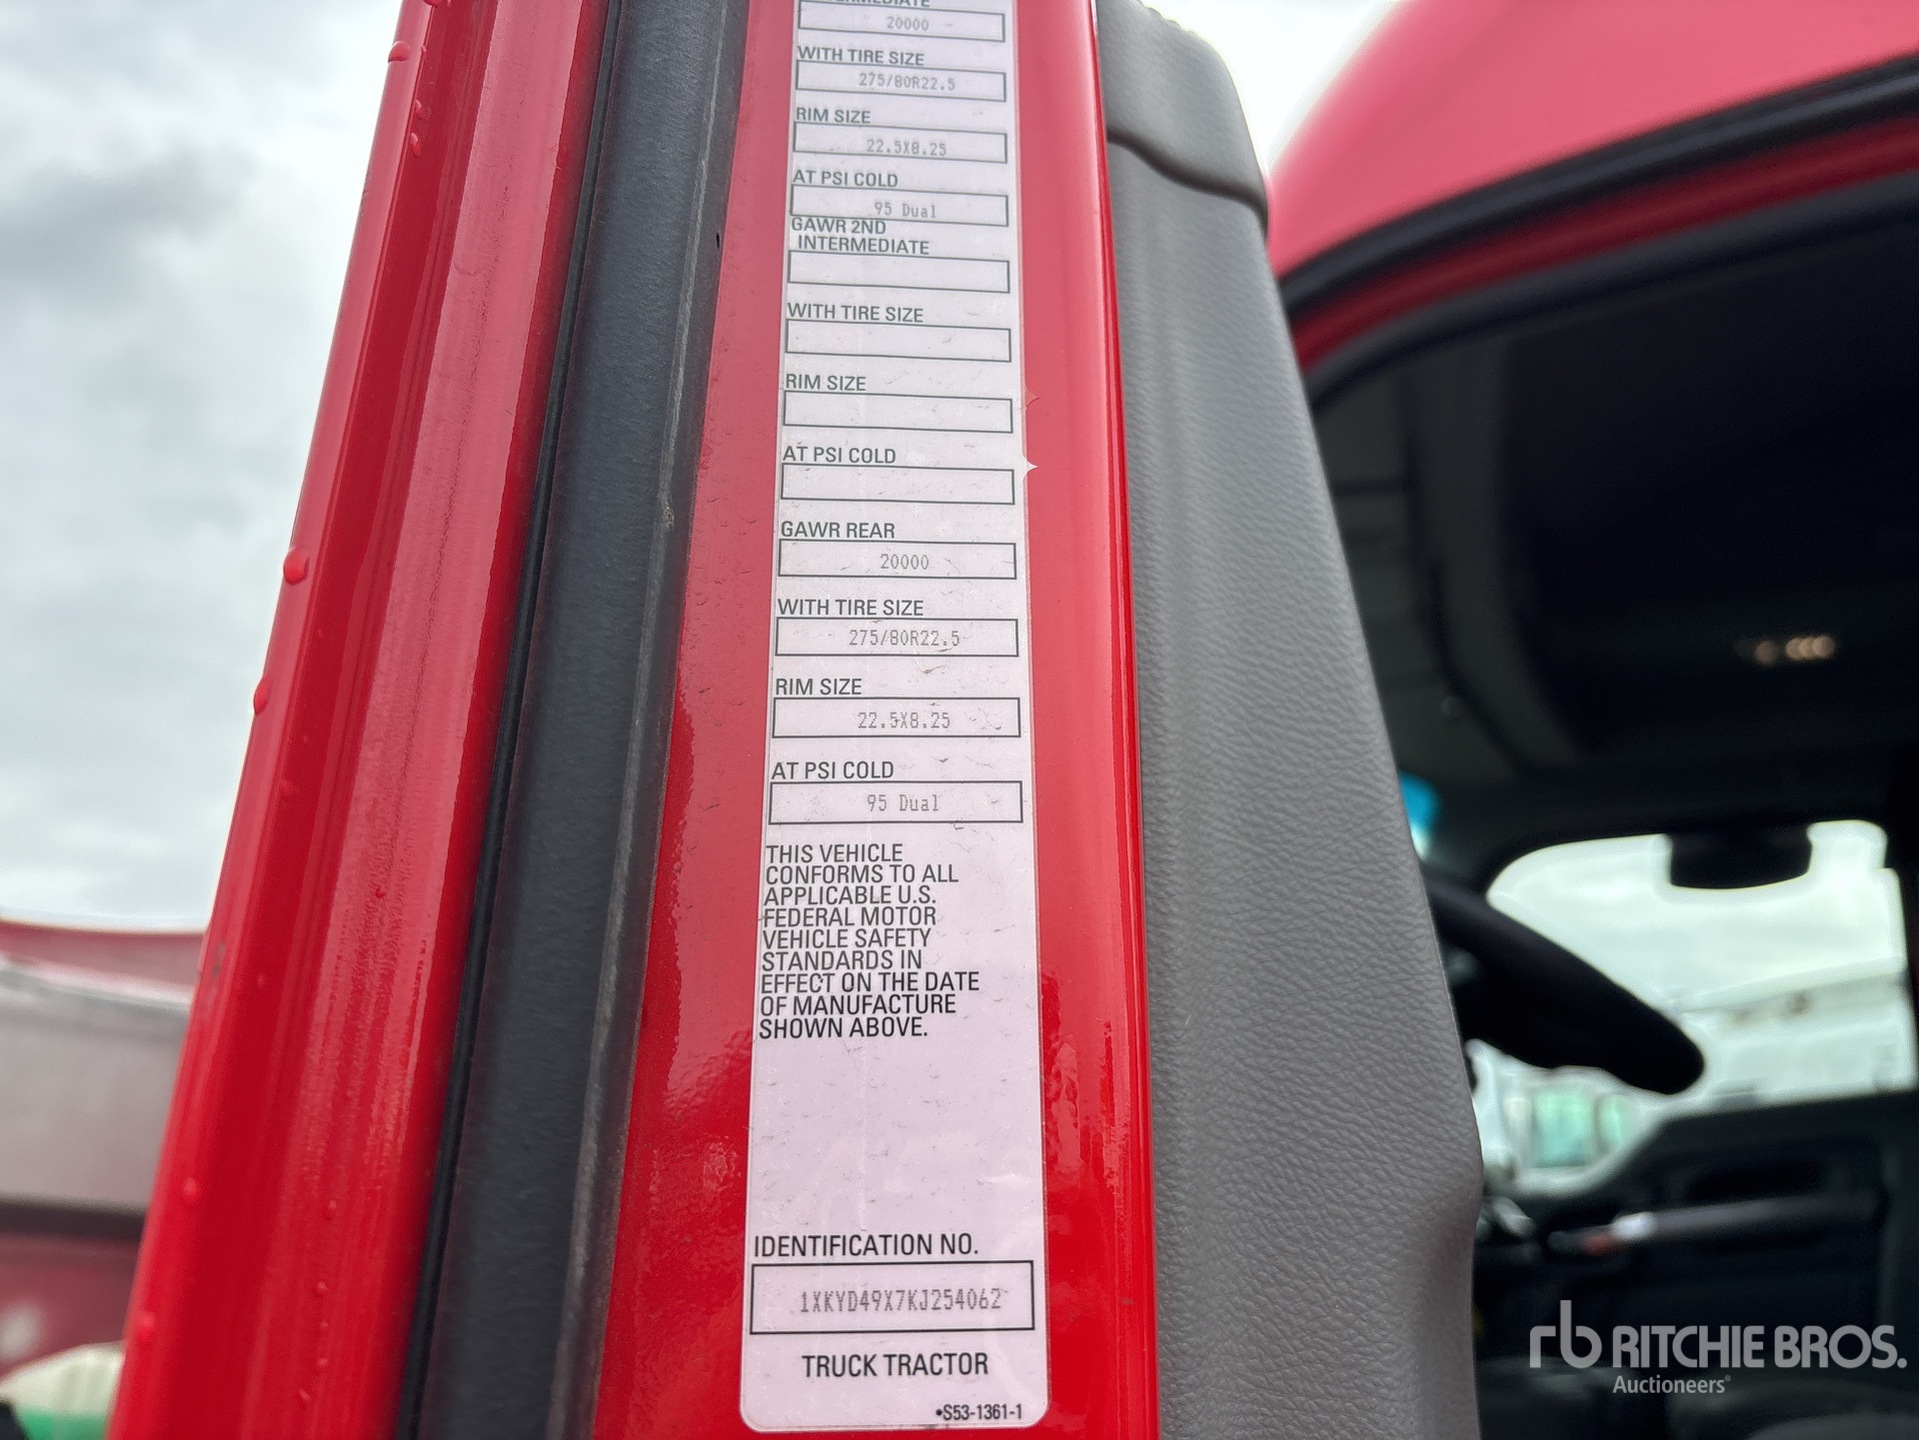 INTERMEDIATE
20000
WITH TIRE SIZE
275/80R22.5
RIM SIZE
22.5X8.25
AT PSI COLD
95 Dual
GAWR 2ND
INTERMEDIATE
WITH TIRE SIZE
RIM SIZE
AT PSI COLD
GAWR REAR
20000
WITH TIRE SIZE
275/80R22.5
RIM SIZE
22.5X8.25
AT PSI COLD
95 Dual
THIS VEHICLE
CONFORMS TO ALL
APPLICABLE U.S.
FEDERAL MOTOR
VEHICLE SAFETY
STANDARDS IN
EFFECT ON THE DATE
OF MANUFACTURE
SHOWN ABOVE.
IDENTIFICATION NO.
1XKYD49X7KJ254062
TRUCK TRACTOR
•S53-1361-1
rb RITCHIE BROS.
Auctioneers®